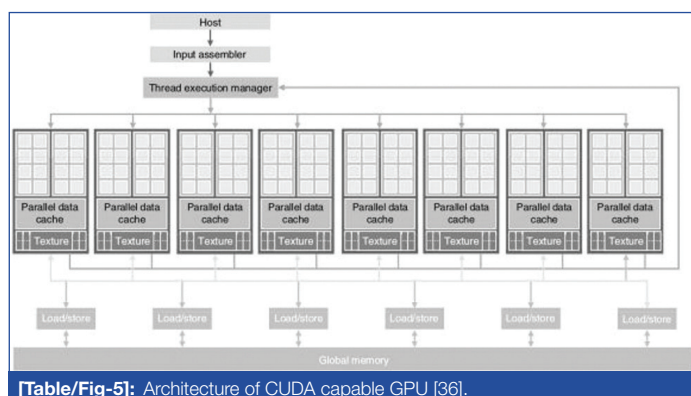 Host
Input assembler
Thread execution manager
Parallel data cache
Parallel data cache
Parallel data cache
Parallel data cache
Parallel data cache
Parallel data cache
Parallel data cache
Parallel data cache
Texture
Texture
Texture
Texture
Texture
Texture
Texture
Texture
Load/store
Load/store
Load/store
Load/store
Load/store
Load/store
Global memory
[Table/Fig-5]: Architecture of CUDA capable GPU [36].